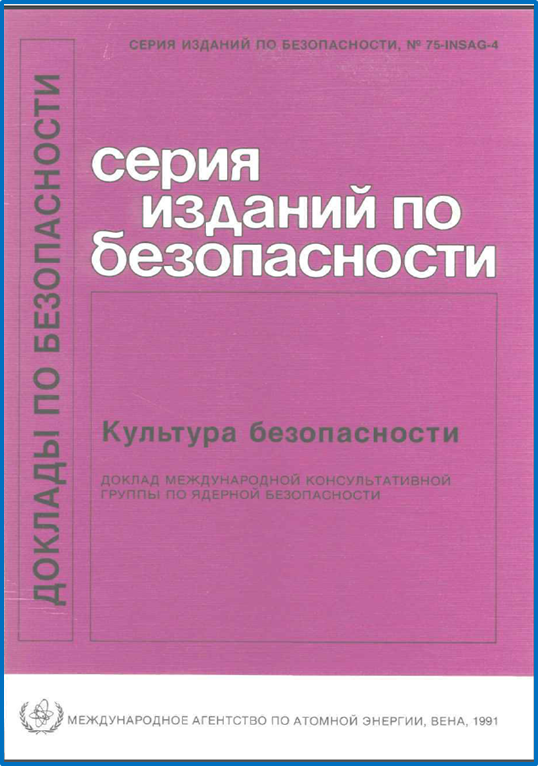 СЕРИЯ ИЗДАНИЙ ПО БЕЗОПАСНОСТИ, № 75-INSAG-4
ДОКЛАДЫ ПО БЕЗОПАСНОСТИ
серия
изданий по
безопасности
Культура безопасности
ДОКЛАД МЕЖДУНАРОДНОЙ КОНСУЛЬТАТИВНОЙ
ГРУППЫ ПО ЯДЕРНОЙ БЕЗОПАСНОСТИ
МЕЖДУНАРОДНОЕ АГЕНТСТВО ПО АТОМНОЙ ЭНЕРГИИ, ВЕНА, 1991